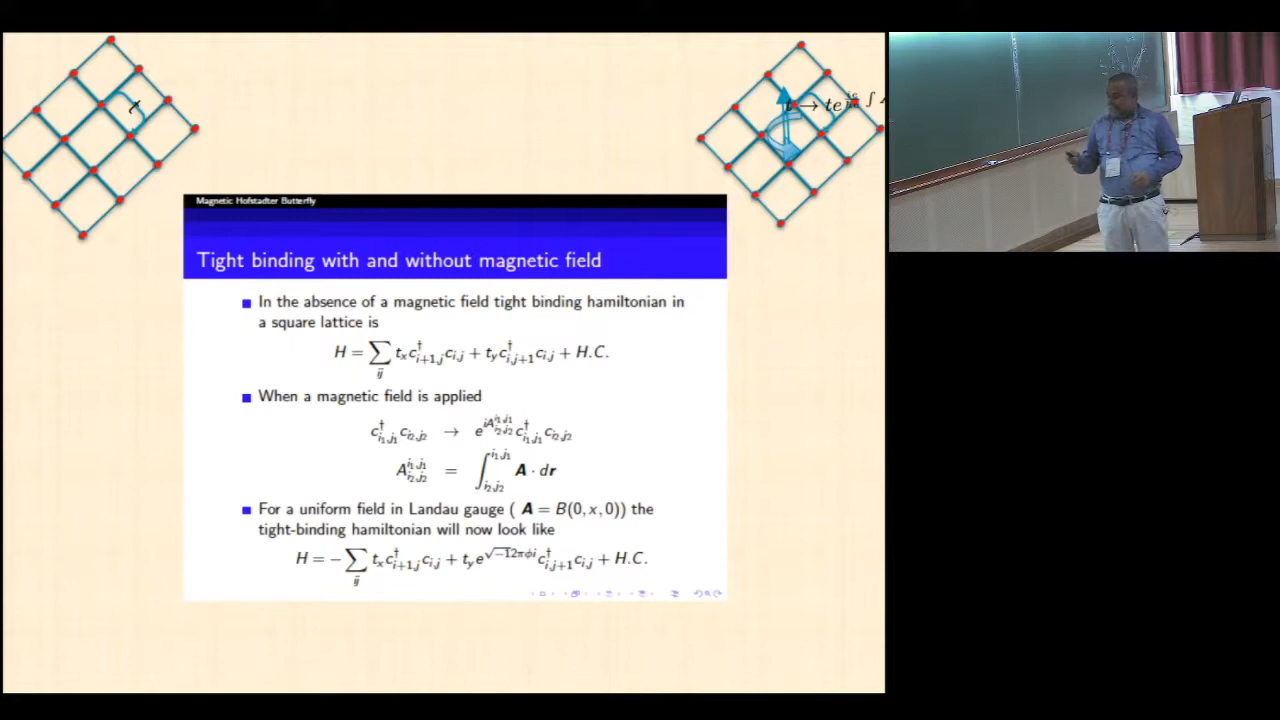 t
t → te^{ie/ħc ∫ A
Magnetic Hofstadter Butterfly
Tight binding with and without magnetic field
In the absence of a magnetic field tight binding hamiltonian in
a square lattice is
H = ∑_{ij} t_x c†_{i+1,j} c_{i,j} + t_y c†_{i,j+1} c_{i,j} + H.C.
When a magnetic field is applied
c†_{i1,j1} c_{i2,j2} → e^{iA^{i1,j1}_{i2,j2}} c†_{i1,j1} c_{i2,j2}
A^{i1,j1}_{i2,j2} = ∫_{i2,j2}^{i1,j1} A · dr
For a uniform field in Landau gauge ( A = B(0, x, 0)) the
tight-binding hamiltonian will now look like
H = − ∑_{ij} t_x c†_{i+1,j} c_{i,j} + t_y e^{√−12πφi} c†_{i,j+1} c_{i,j} + H.C.